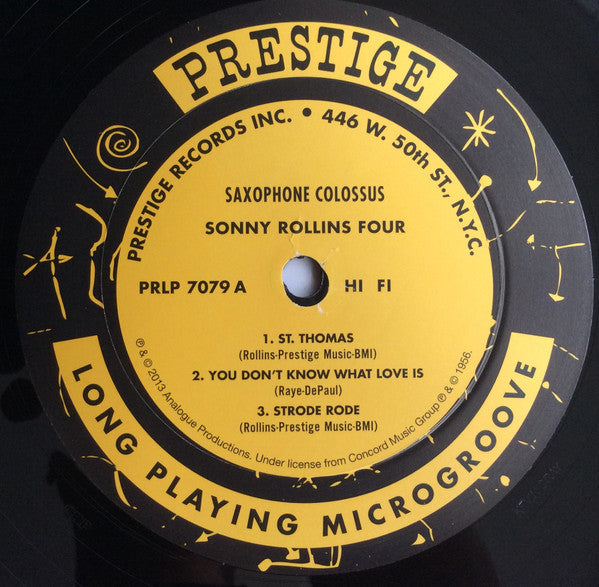 PRESTIGE
PRESTIGE RECORDS INC. • 446 W. 50th ST., N.Y.C.
SAXOPHONE COLOSSUS
SONNY ROLLINS FOUR
PRLP 7079 A HI FI
1. ST. THOMAS
(Rollins-Prestige Music-BMI)
2. YOU DON'T KNOW WHAT LOVE IS
(Raye-DePaul)
3. STRODE RODE
(Rollins-Prestige Music-BMI)
℗ & © 2013 Analogue Productions. Under license from Concord Music Group ℗ & © 1956.
LONG PLAYING MICROGROOVE